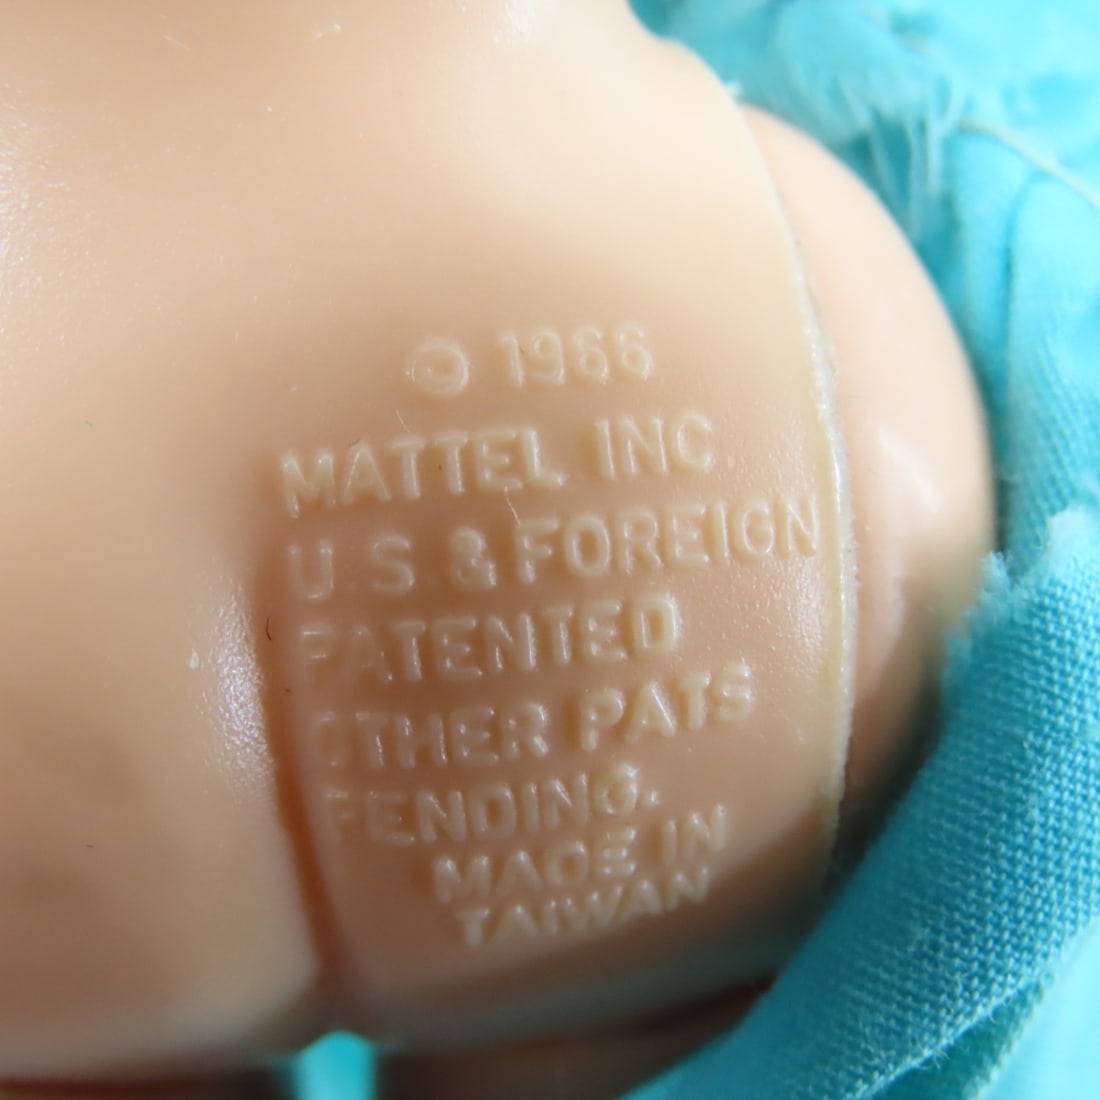 © 1966
MATTEL INC.
U S & FOREIGN
PATENTED
OTHER PATS
PENDING.
MADE IN
TAIWAN